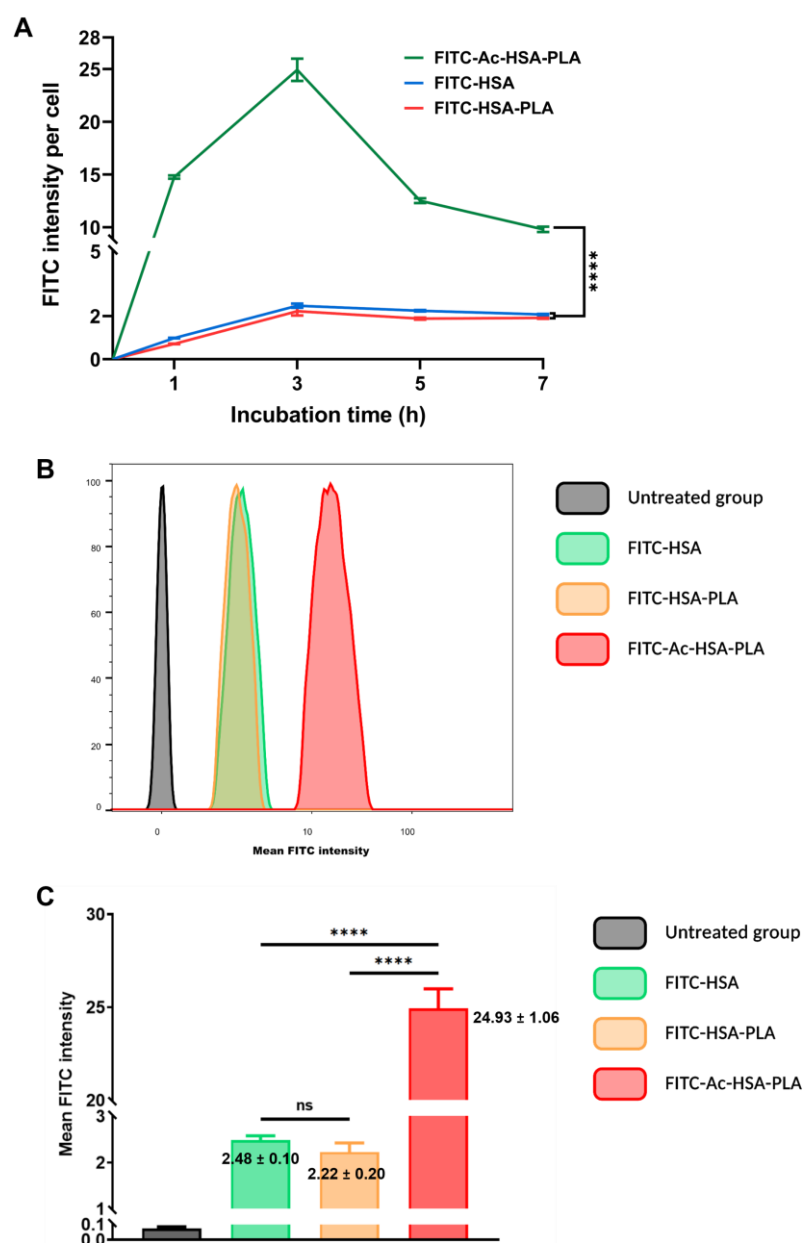 A
28
25
20
15
10
5
2
0
FITC intensity per cell
FITC-Ac-HSA-PLA
FITC-HSA
FITC-HSA-PLA
****
1 3 5 7
Incubation time (h)
B
100
80
60
40
20
0
0 10 100
Mean FITC intensity
Untreated group
FITC-HSA
FITC-HSA-PLA
FITC-Ac-HSA-PLA
C
30
25
20
3
2
1
0.1
0.0
Mean FITC intensity
****
****
24.93 ± 1.06
ns
2.48 ± 0.10
2.22 ± 0.20
Untreated group
FITC-HSA
FITC-HSA-PLA
FITC-Ac-HSA-PLA